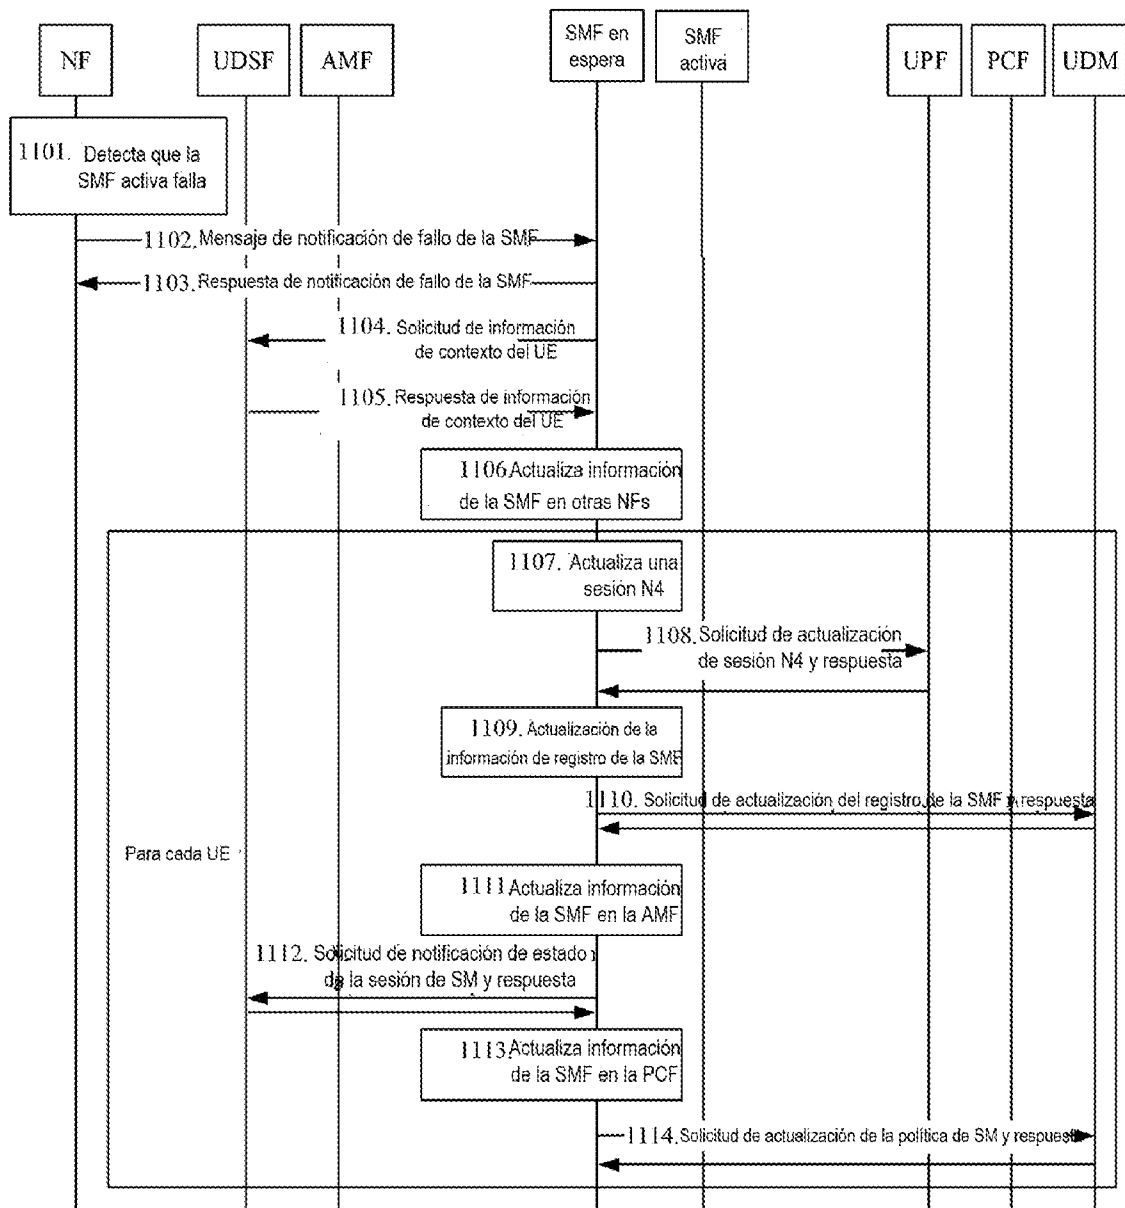 NF
UDSF
AMF
SMF en
espera
SMF
activa
UPF
PCF
UDM
1101. Detecta que la
SMF activa falla
1102. Mensaje de notificación de fallo de la SMF
1103. Respuesta de notificación de fallo de la SMF
1104. Solicitud de información
de contexto del UE
1105. Respuesta de información
de contexto del UE
1106 Actualiza información
de la SMF en otras NFs
1107. Actualiza una
sesión N4
1108. Solicitud de actualización
de sesión N4 y respuesta
1109. Actualización de la
información de registro de la SMF
1110. Solicitud de actualización del registro de la SMF y respuesta
Para cada UE
1111 Actualiza información
de la SMF en la AMF
1112. Solicitud de notificación de estado
de la sesión de SM y respuesta
1113. Actualiza información
de la SMF en la PCF
1114. Solicitud de actualización de la política de SM y respuesta